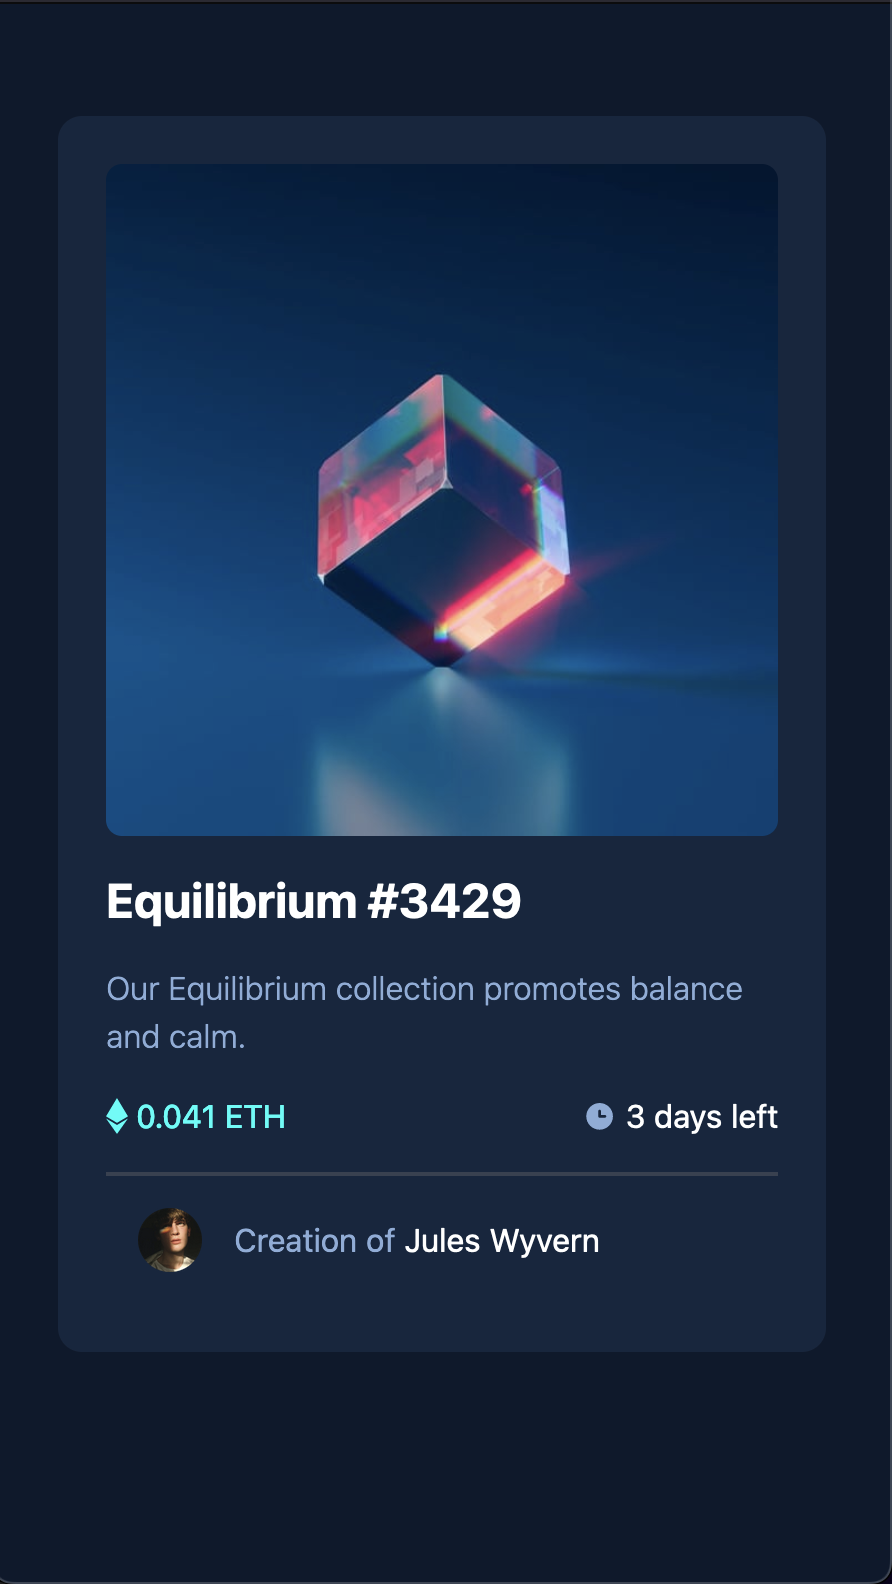 Equilibrium #3429
Our Equilibrium collection promotes balance
and calm.
0.041 ETH
3 days left
Creation of Jules Wyvern